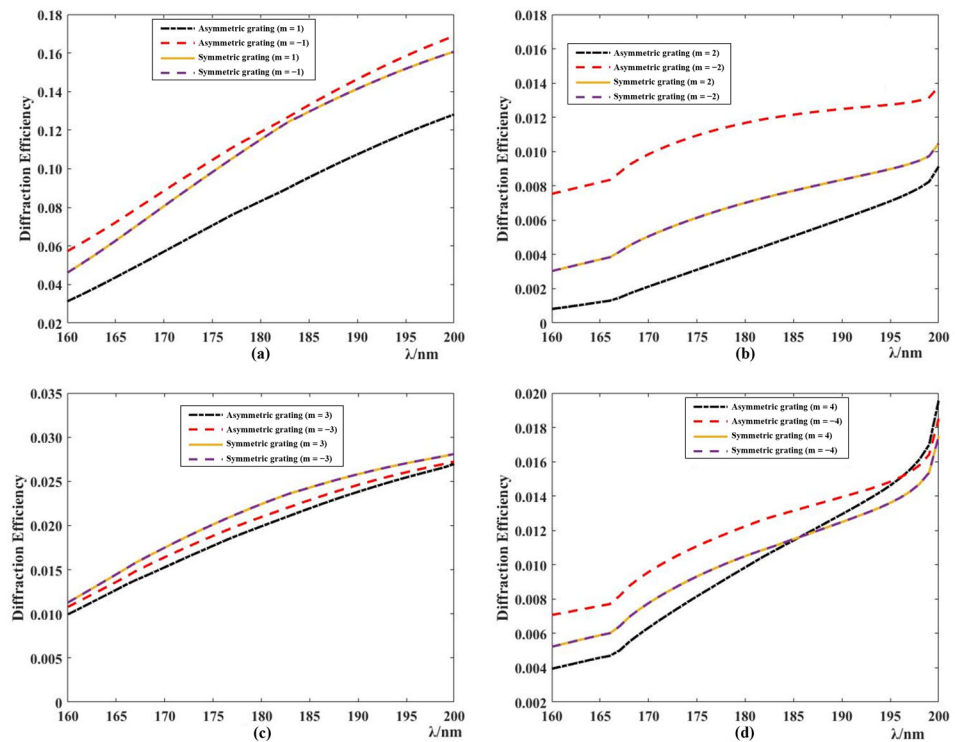 0.18
0.16
0.14
0.12
0.10
0.08
0.06
0.04
0.02
Diffraction Efficiency
Asymmetric grating (m = 1)
Asymmetric grating (m = −1)
Symmetric grating (m = 1)
Symmetric grating (m = −1)
160 165 170 175 180 185 190 195 200
(a) λ/nm
0.018
0.016
0.014
0.012
0.010
0.008
0.006
0.004
0.002
0
Diffraction Efficiency
Asymmetric grating (m = 2)
Asymmetric grating (m = −2)
Symmetric grating (m = 2)
Symmetric grating (m = −2)
160 165 170 175 180 185 190 195 200
(b) λ/nm
0.035
0.030
0.025
0.020
0.015
0.010
0.005
0
Diffraction Efficiency
Asymmetric grating (m = 3)
Asymmetric grating (m = −3)
Symmetric grating (m = 3)
Symmetric grating (m = −3)
160 165 170 175 180 185 190 195 200
(c) λ/nm
0.020
0.018
0.016
0.014
0.012
0.010
0.008
0.006
0.004
0.002
Diffraction Efficiency
Asymmetric grating (m = 4)
Asymmetric grating (m = −4)
Symmetric grating (m = 4)
Symmetric grating (m = −4)
160 165 170 175 180 185 190 195 200
(d) λ/nm